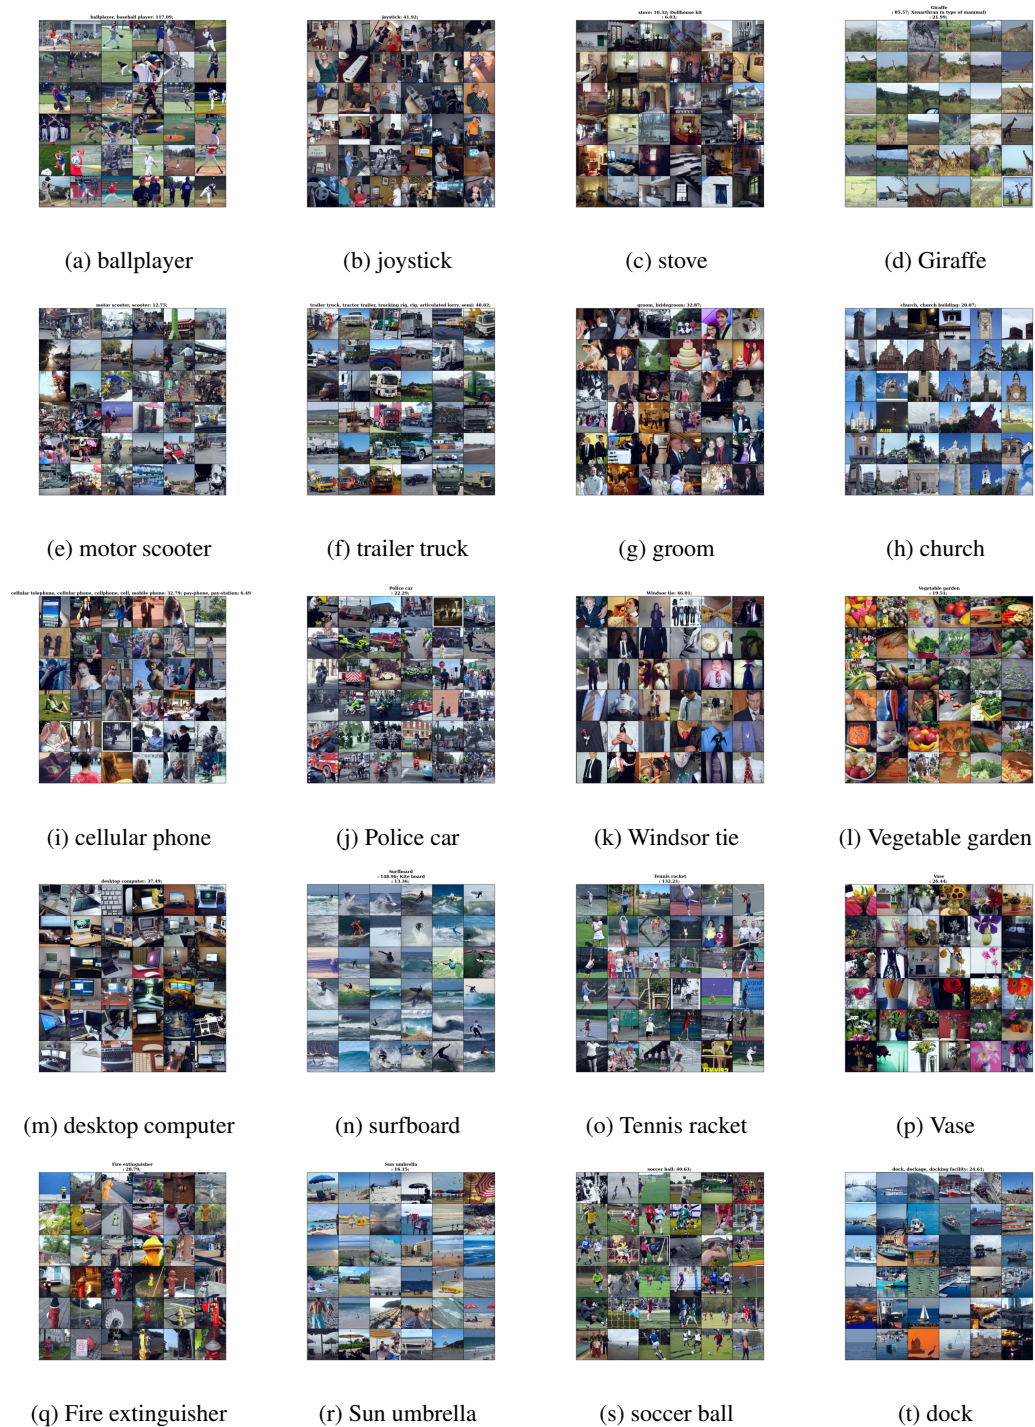 ballplayer, baseball player: 117.09;
joystick: 41.92;
stove: 10.32; Dollhouse kit
: 6.03;
Giraffe
: 85.57; Xenarthran (a type of mammal)
: 21.99;
(a) ballplayer
(b) joystick
(c) stove
(d) Giraffe
motor scooter, scooter: 12.75;
trailer truck, tractor trailer, trucking rig, rig, articulated lorry, semi: 40.02;
groom, bridegroom: 32.87;
church, church building: 20.07;
(e) motor scooter
(f) trailer truck
(g) groom
(h) church
cellular telephone, cellular phone, cellphone, cell, mobile phone: 32.79; pay-phone, pay-station: 6.49
Police car
: 22.29;
Windsor tie: 46.01;
Vegetable garden
: 19.51;
(i) cellular phone
(j) Police car
(k) Windsor tie
(l) Vegetable garden
desktop computer: 37.49;
Surfboard
: 148.96; Kite board
: 13.36;
Tennis racket
: 132.21;
Vase
: 26.44;
(m) desktop computer
(n) surfboard
(o) Tennis racket
(p) Vase
Fire extinguisher
: 20.79;
Sun umbrella
: 16.15;
soccer ball: 40.63;
dock, dockage, docking facility: 24.61;
(q) Fire extinguisher
(r) Sun umbrella
(s) soccer ball
(t) dock